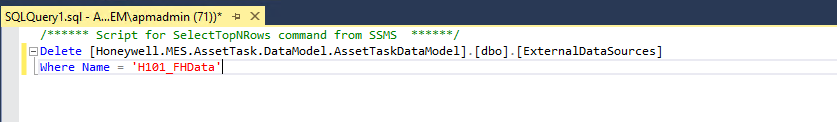 SQLQuery1.sql - A...EM\apmadmin (71))*
/****** Script for SelectTopNRows command from SSMS  ******/
Delete [Honeywell.MES.AssetTask.DataModel.AssetTaskDataModel].[dbo].[ExternalDataSources]
Where Name = 'H101_FHData'